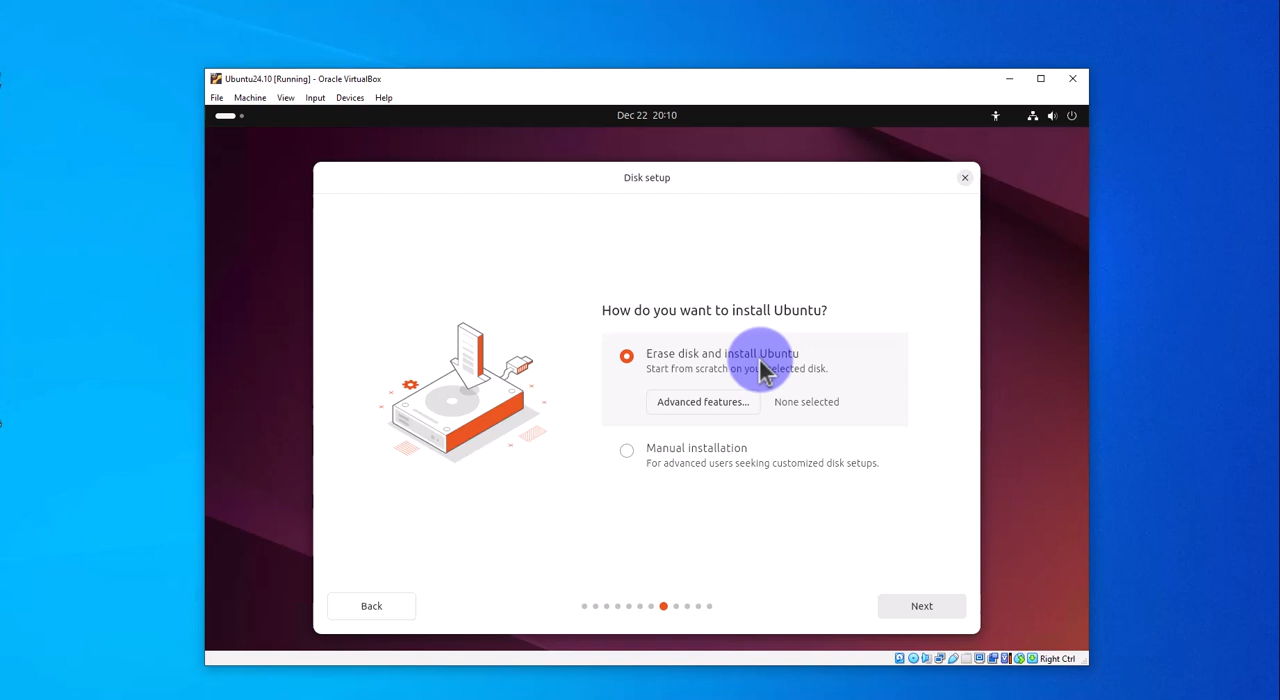 Ubuntu24.10 [Running] - Oracle VirtualBox
File Machine View Input Devices Help
Dec 22 20:10
Disk setup
How do you want to install Ubuntu?
Erase disk and install Ubuntu
Start from scratch on your selected disk.
Advanced features... None selected
Manual installation
For advanced users seeking customized disk setups.
Back
Next
Right Ctrl